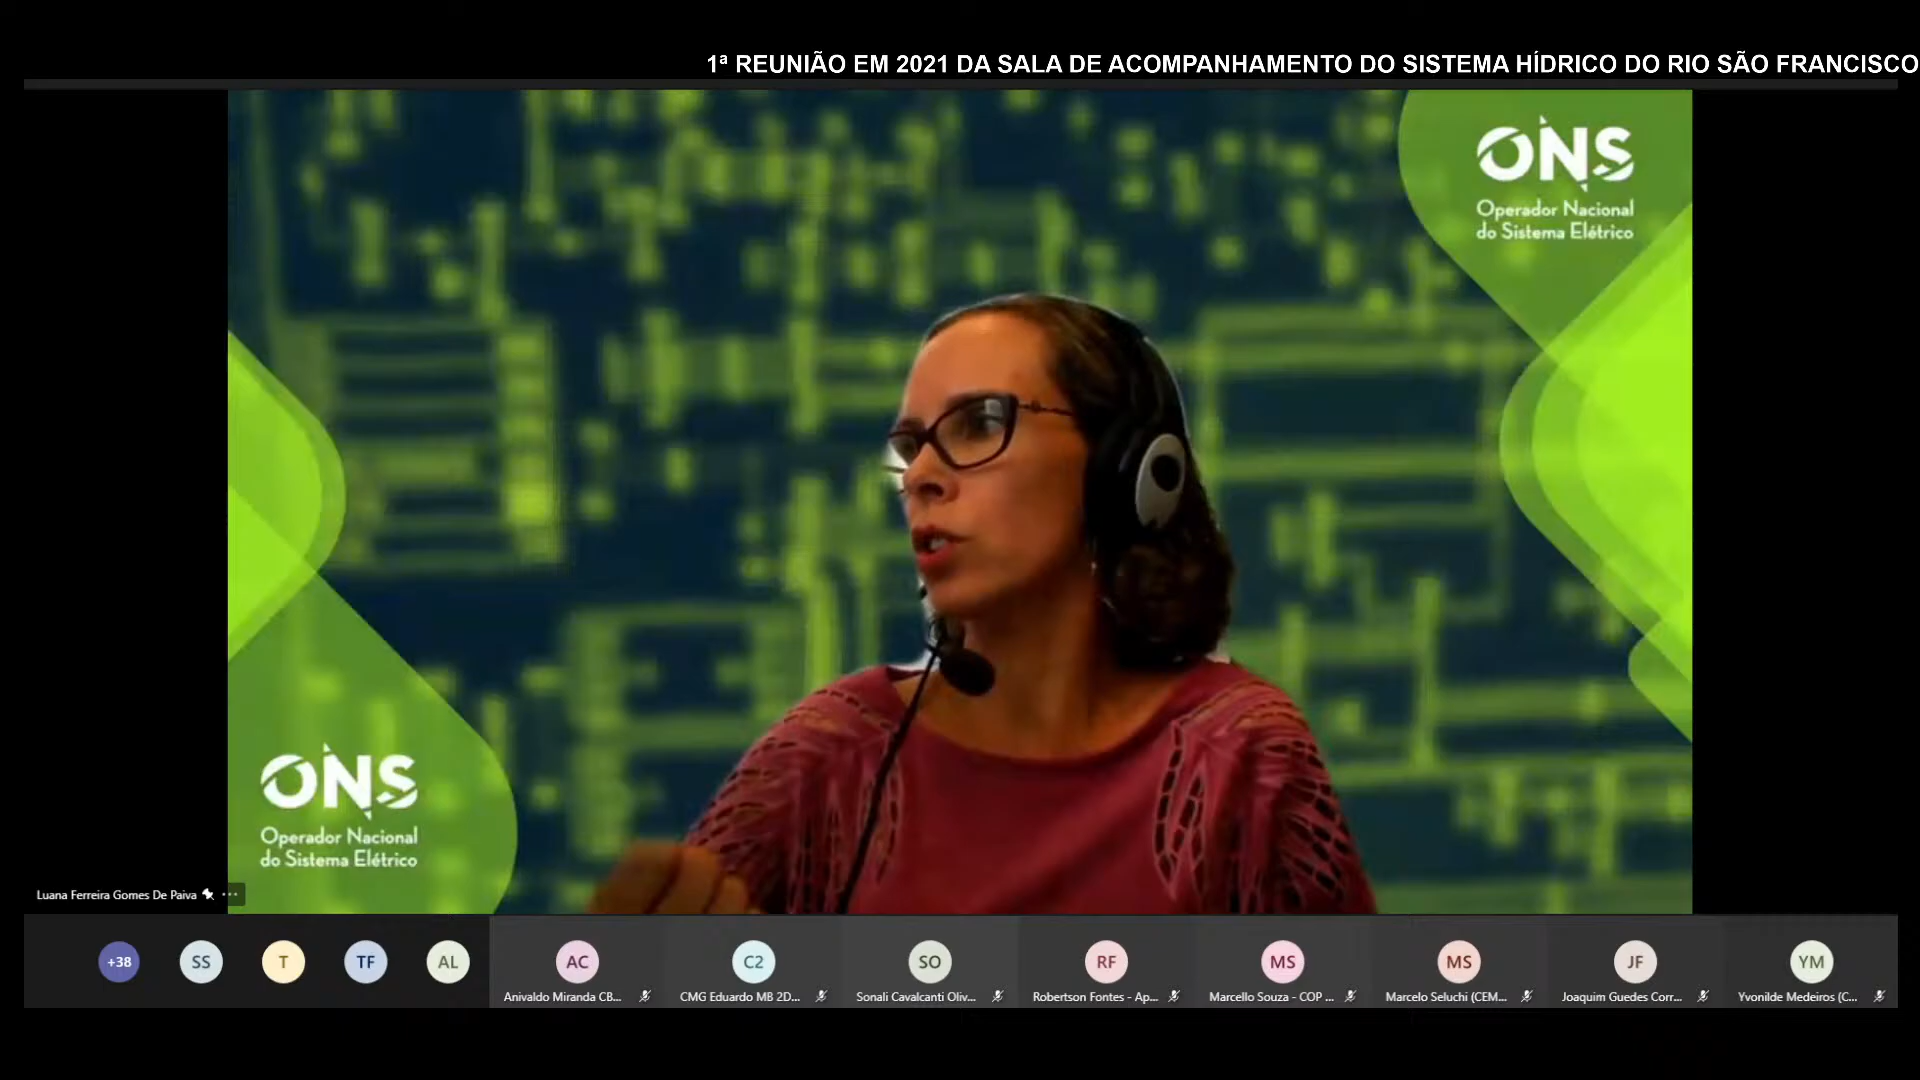 1ª REUNIÃO EM 2021 DA SALA DE ACOMPANHAMENTO DO SISTEMA HÍDRICO DO RIO SÃO FRANCISCO
ONS
Operador Nacional
do Sistema Elétrico
ONS
Operador Nacional
do Sistema Elétrico
Luana Ferreira Gomes De Paiva
+38
SS
T
TF
AL
AC
C2
SO
RF
MS
MS
JF
YM
Anivaldo Miranda CB...
CMG Eduardo MB 2D...
Sonali Cavalcanti Oliv...
Robertson Fontes - Ap...
Marcello Souza - COP ...
Marcelo Seluchi (CEM...
Joaquim Guedes Corr...
Yvonilde Medeiros (C...